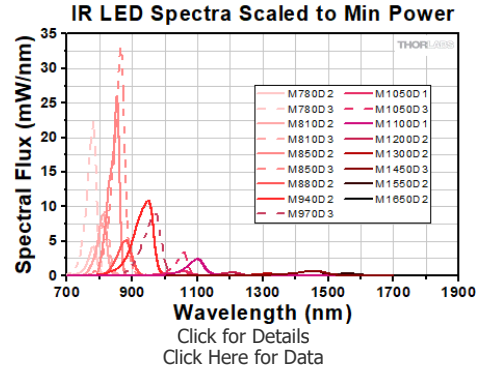 IR LED Spectra Scaled to Min Power
THORLABS
Spectral Flux (mW/nm)
35
30
25
20
15
10
5
0
M780D2 M1050D1
M780D3 M1050D3
M810D2 M1100D1
M810D3 M1200D2
M850D2 M1300D2
M850D3 M1450D3
M880D2 M1550D2
M940D2 M1650D2
M970D3
700 900 1100 1300 1500 1700 1900
Wavelength (nm)
Click for Details
Click Here for Data